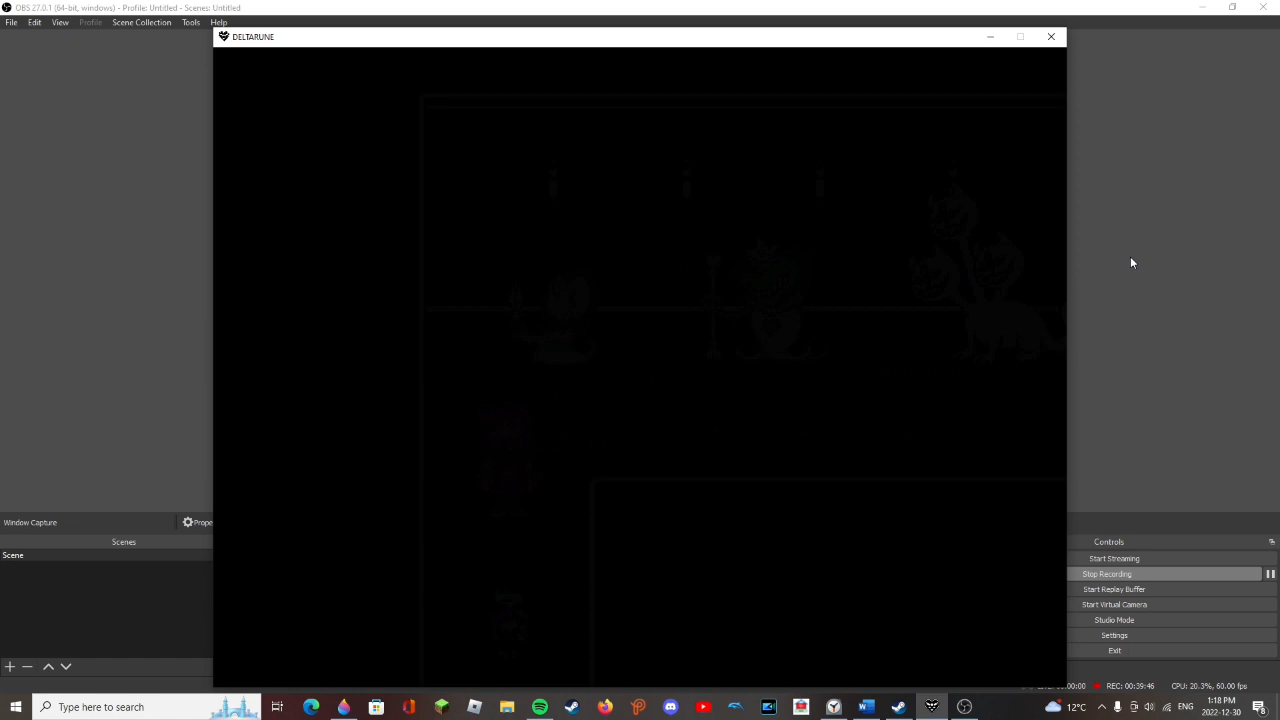 OBS 27.0.1 (64-bit, windows) - Profile: Untitled - Scenes: Untitled
File Edit View Profile Scene Collection Tools Help
DELTARUNE
Window Capture
Prope
Scenes
Controls
Scene
Start Streaming
Stop Recording
Start Replay Buffer
Start Virtual Camera
Studio Mode
Settings
Exit
REC: 00:39:46 CPU: 20.3%, 60.00 fps
Type here to search
12°C
ENG
1:18 PM
2022-12-30
8